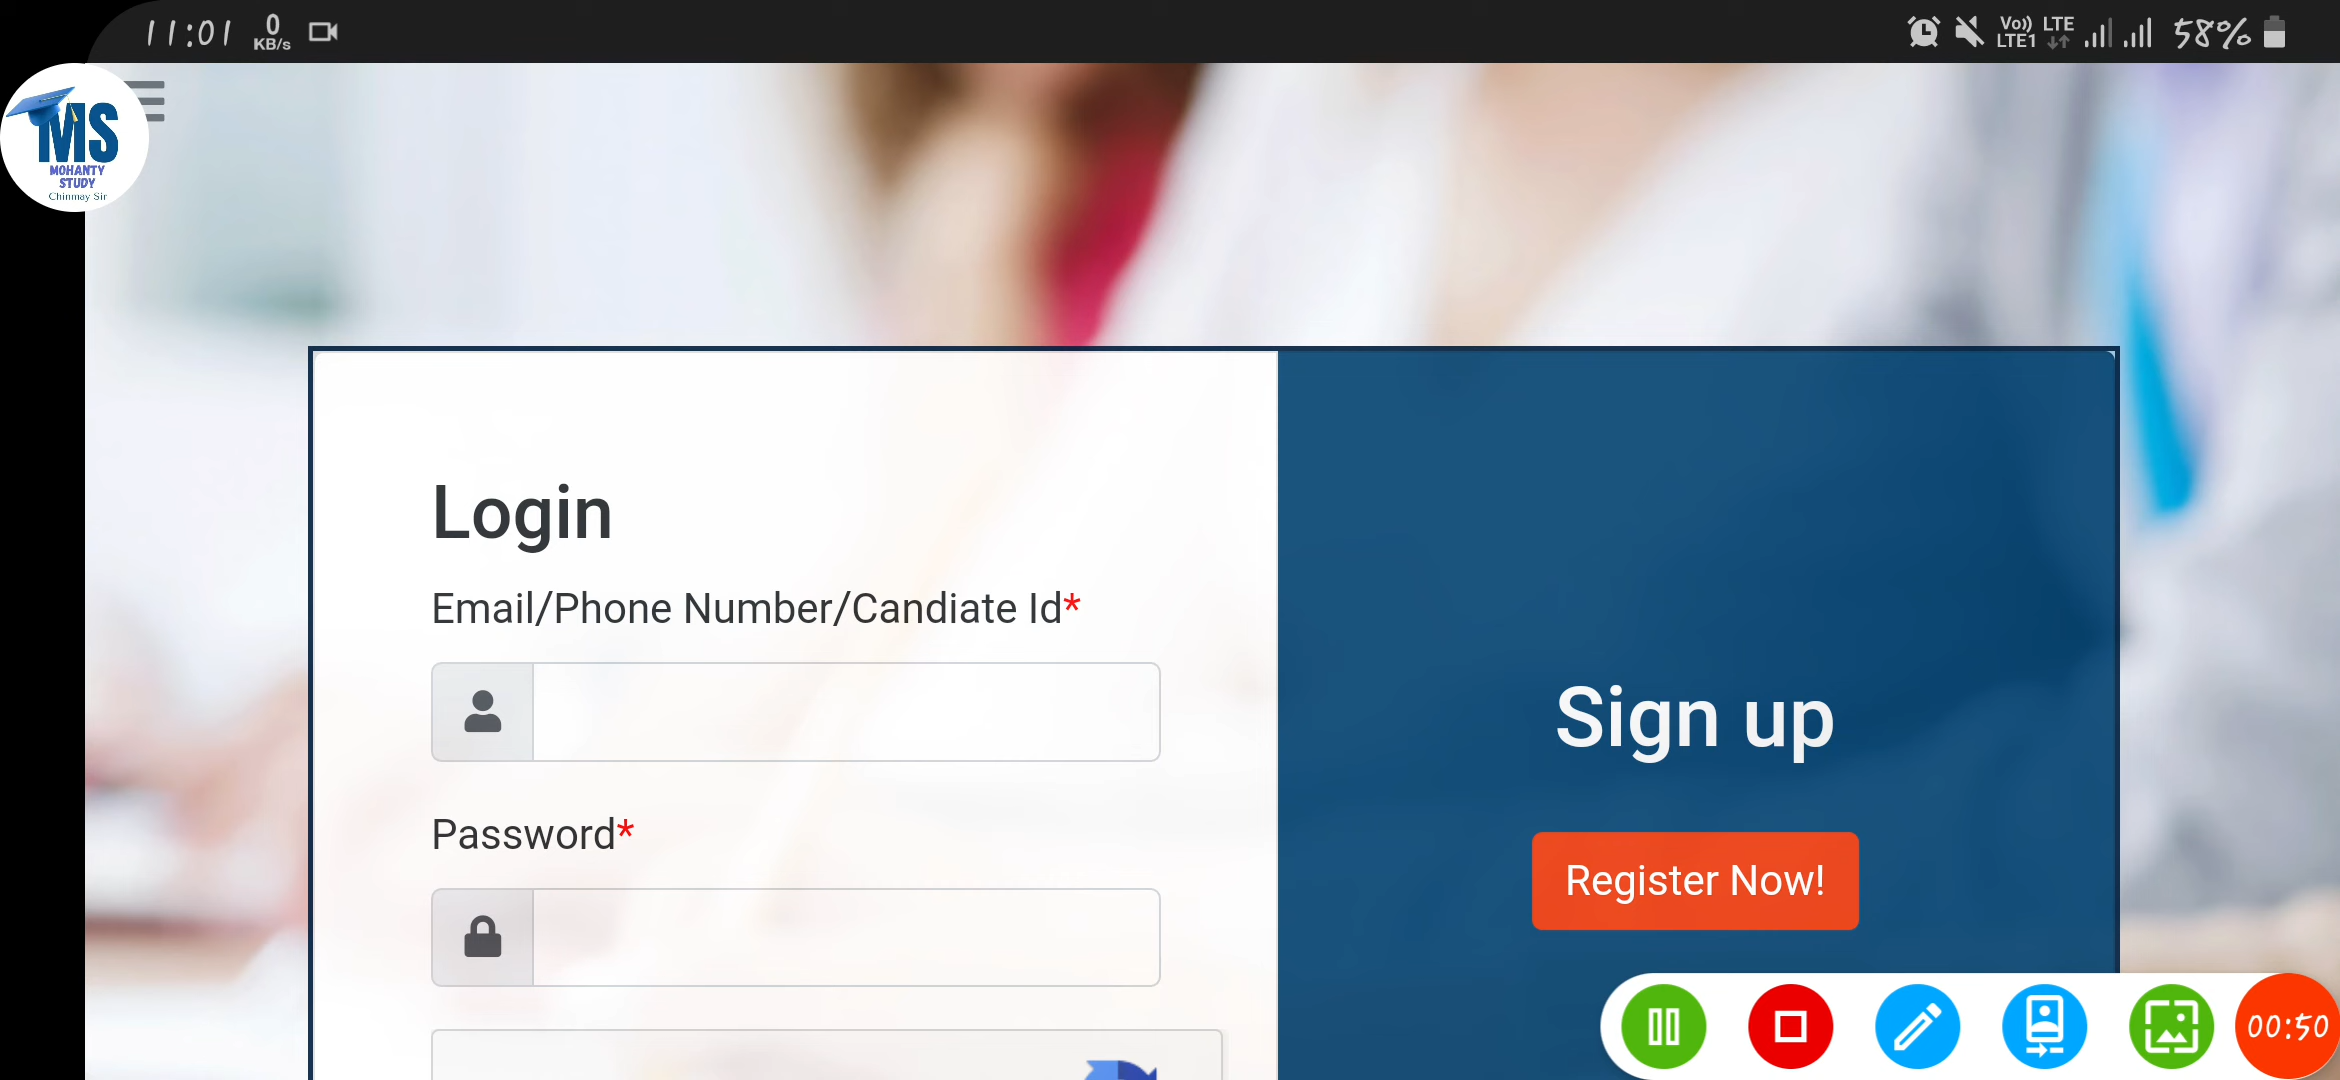 11:01
0
KB/s
Vo))
LTE1
LTE
58%
MS
MOHANTY
STUDY
Chinmay Sir
Login
Email/Phone Number/Candiate Id*
Password*
Sign up
Register Now!
00:50